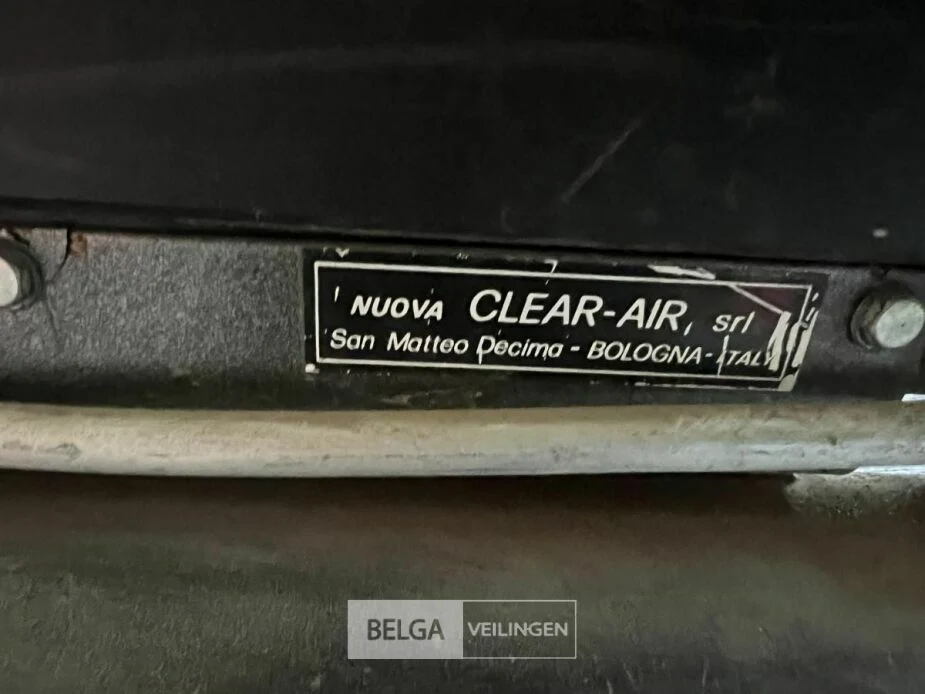 NUOVA CLEAR-AIR, srl
San Matteo Decima - BOLOGNA - ITALY
BELGA VEILINGEN